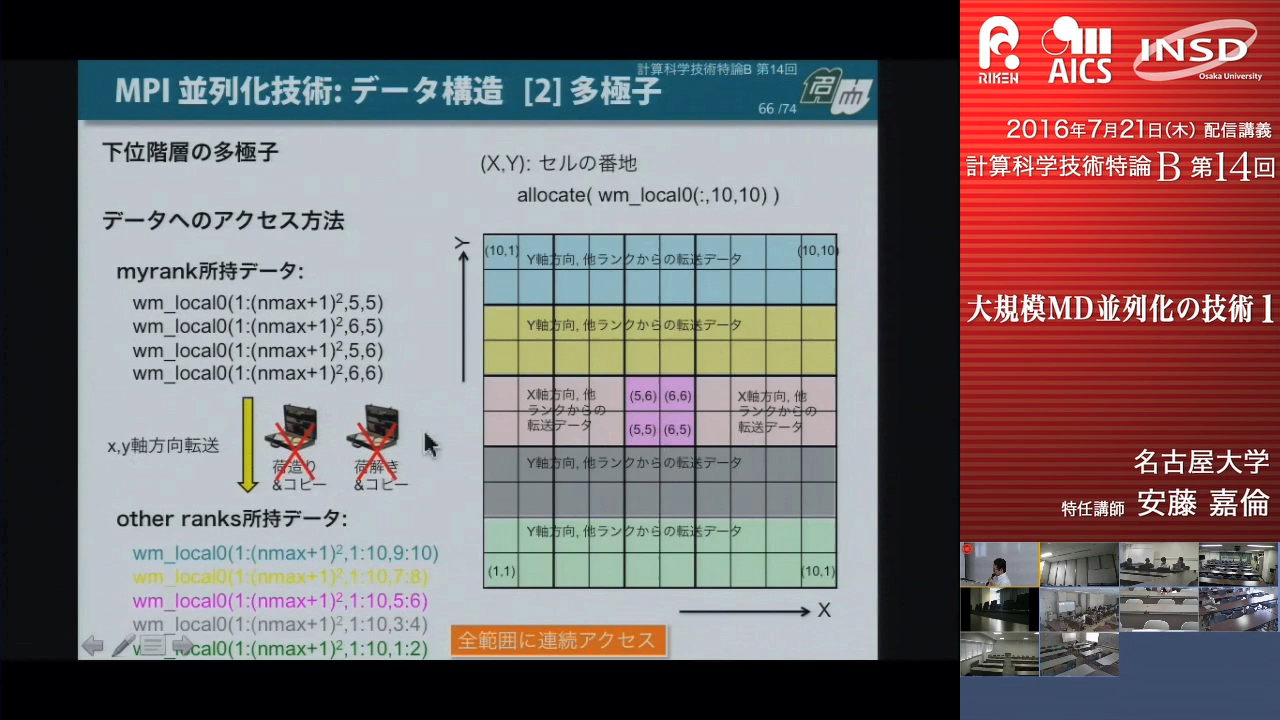 計算科学技術特論B 第14回
MPI 並列化技術: データ構造 [2] 多極子
66 /74
下位階層の多極子
データへのアクセス方法
myrank所持データ:
wm_local0(1:(nmax+1)²,5,5)
wm_local0(1:(nmax+1)²,6,5)
wm_local0(1:(nmax+1)²,5,6)
wm_local0(1:(nmax+1)²,6,6)
x,y軸方向転送
荷造り
&コピー
荷解き
&コピー
other ranks所持データ:
wm_local0(1:(nmax+1)²,1:10,9:10)
wm_local0(1:(nmax+1)²,1:10,7:8)
wm_local0(1:(nmax+1)²,1:10,5:6)
wm_local0(1:(nmax+1)²,1:10,3:4)
wm_local0(1:(nmax+1)²,1:10,1:2)
(X,Y): セルの番地
allocate( wm_local0(:,10,10) )
Y
(10,1)
(10,10)
Y軸方向, 他ランクからの転送データ
Y軸方向, 他ランクからの転送データ
X軸方向, 他
ランクからの
転送データ
(5,6) (6,6)
(5,5) (6,5)
X軸方向, 他
ランクからの
転送データ
Y軸方向, 他ランクからの転送データ
Y軸方向, 他ランクからの転送データ
(1,1)
(10,1)
X
全範囲に連続アクセス
RIKEN
AICS
INSD
Osaka University
2016年7月21日(木) 配信講義
計算科学技術特論 B 第14回
大規模MD並列化の技術1
名古屋大学
特任講師 安藤 嘉倫